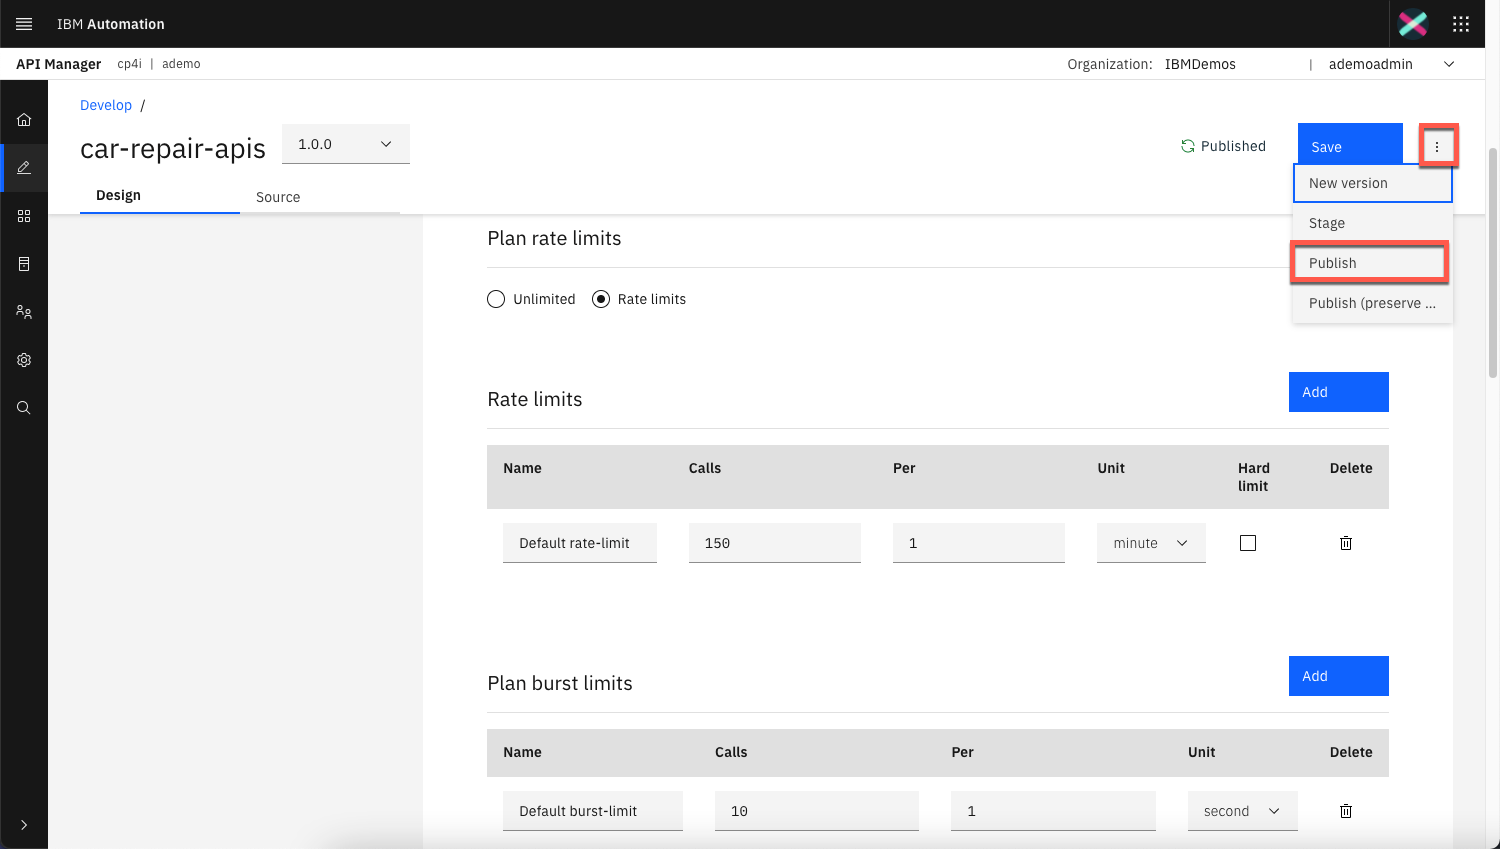 IBM Automation
API Manager cp4i | ademo Organization: IBMDemos | ademoadmin
Develop /
car-repair-apis 1.0.0 Published Save
New version
Design Source
Stage
Plan rate limits
Publish
Unlimited Rate limits
Publish (preserve ...
Rate limits Add
Name Calls Per Unit Hard limit Delete
Default rate-limit 150 1 minute
Plan burst limits Add
Name Calls Per Unit Delete
Default burst-limit 10 1 second